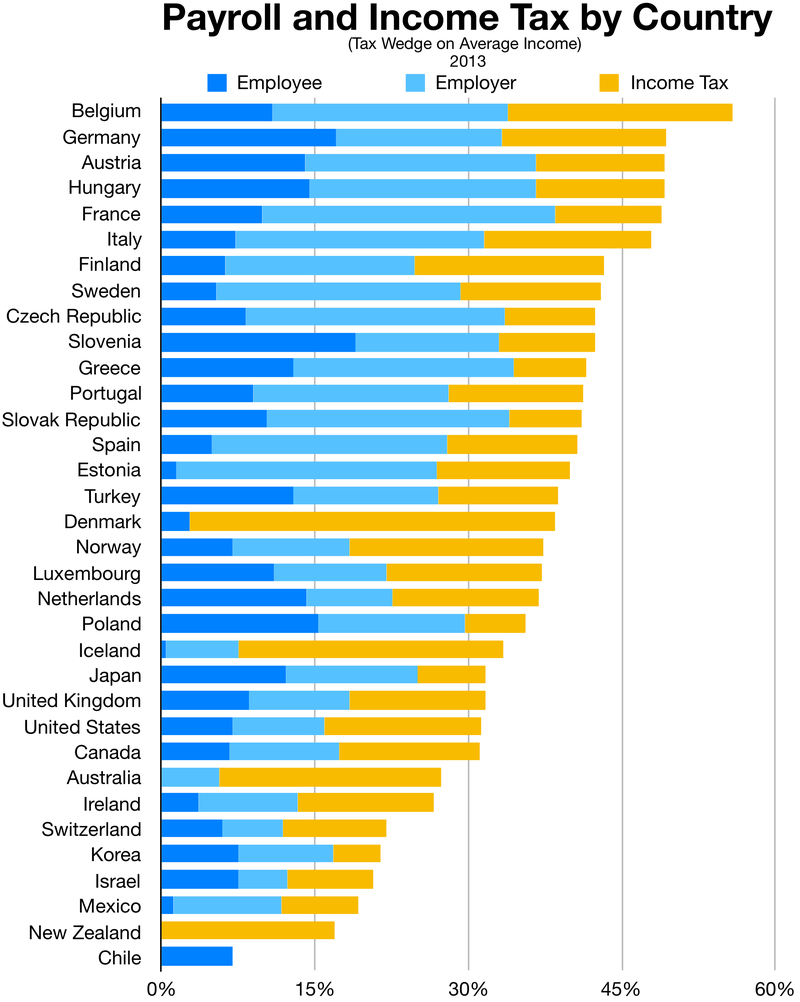 Payroll and Income Tax by Country
(Tax Wedge on Average Income)
2013
Employee Employer Income Tax
Belgium
Germany
Austria
Hungary
France
Italy
Finland
Sweden
Czech Republic
Slovenia
Greece
Portugal
Slovak Republic
Spain
Estonia
Turkey
Denmark
Norway
Luxembourg
Netherlands
Poland
Iceland
Japan
United Kingdom
United States
Canada
Australia
Ireland
Switzerland
Korea
Israel
Mexico
New Zealand
Chile
0% 15% 30% 45% 60%